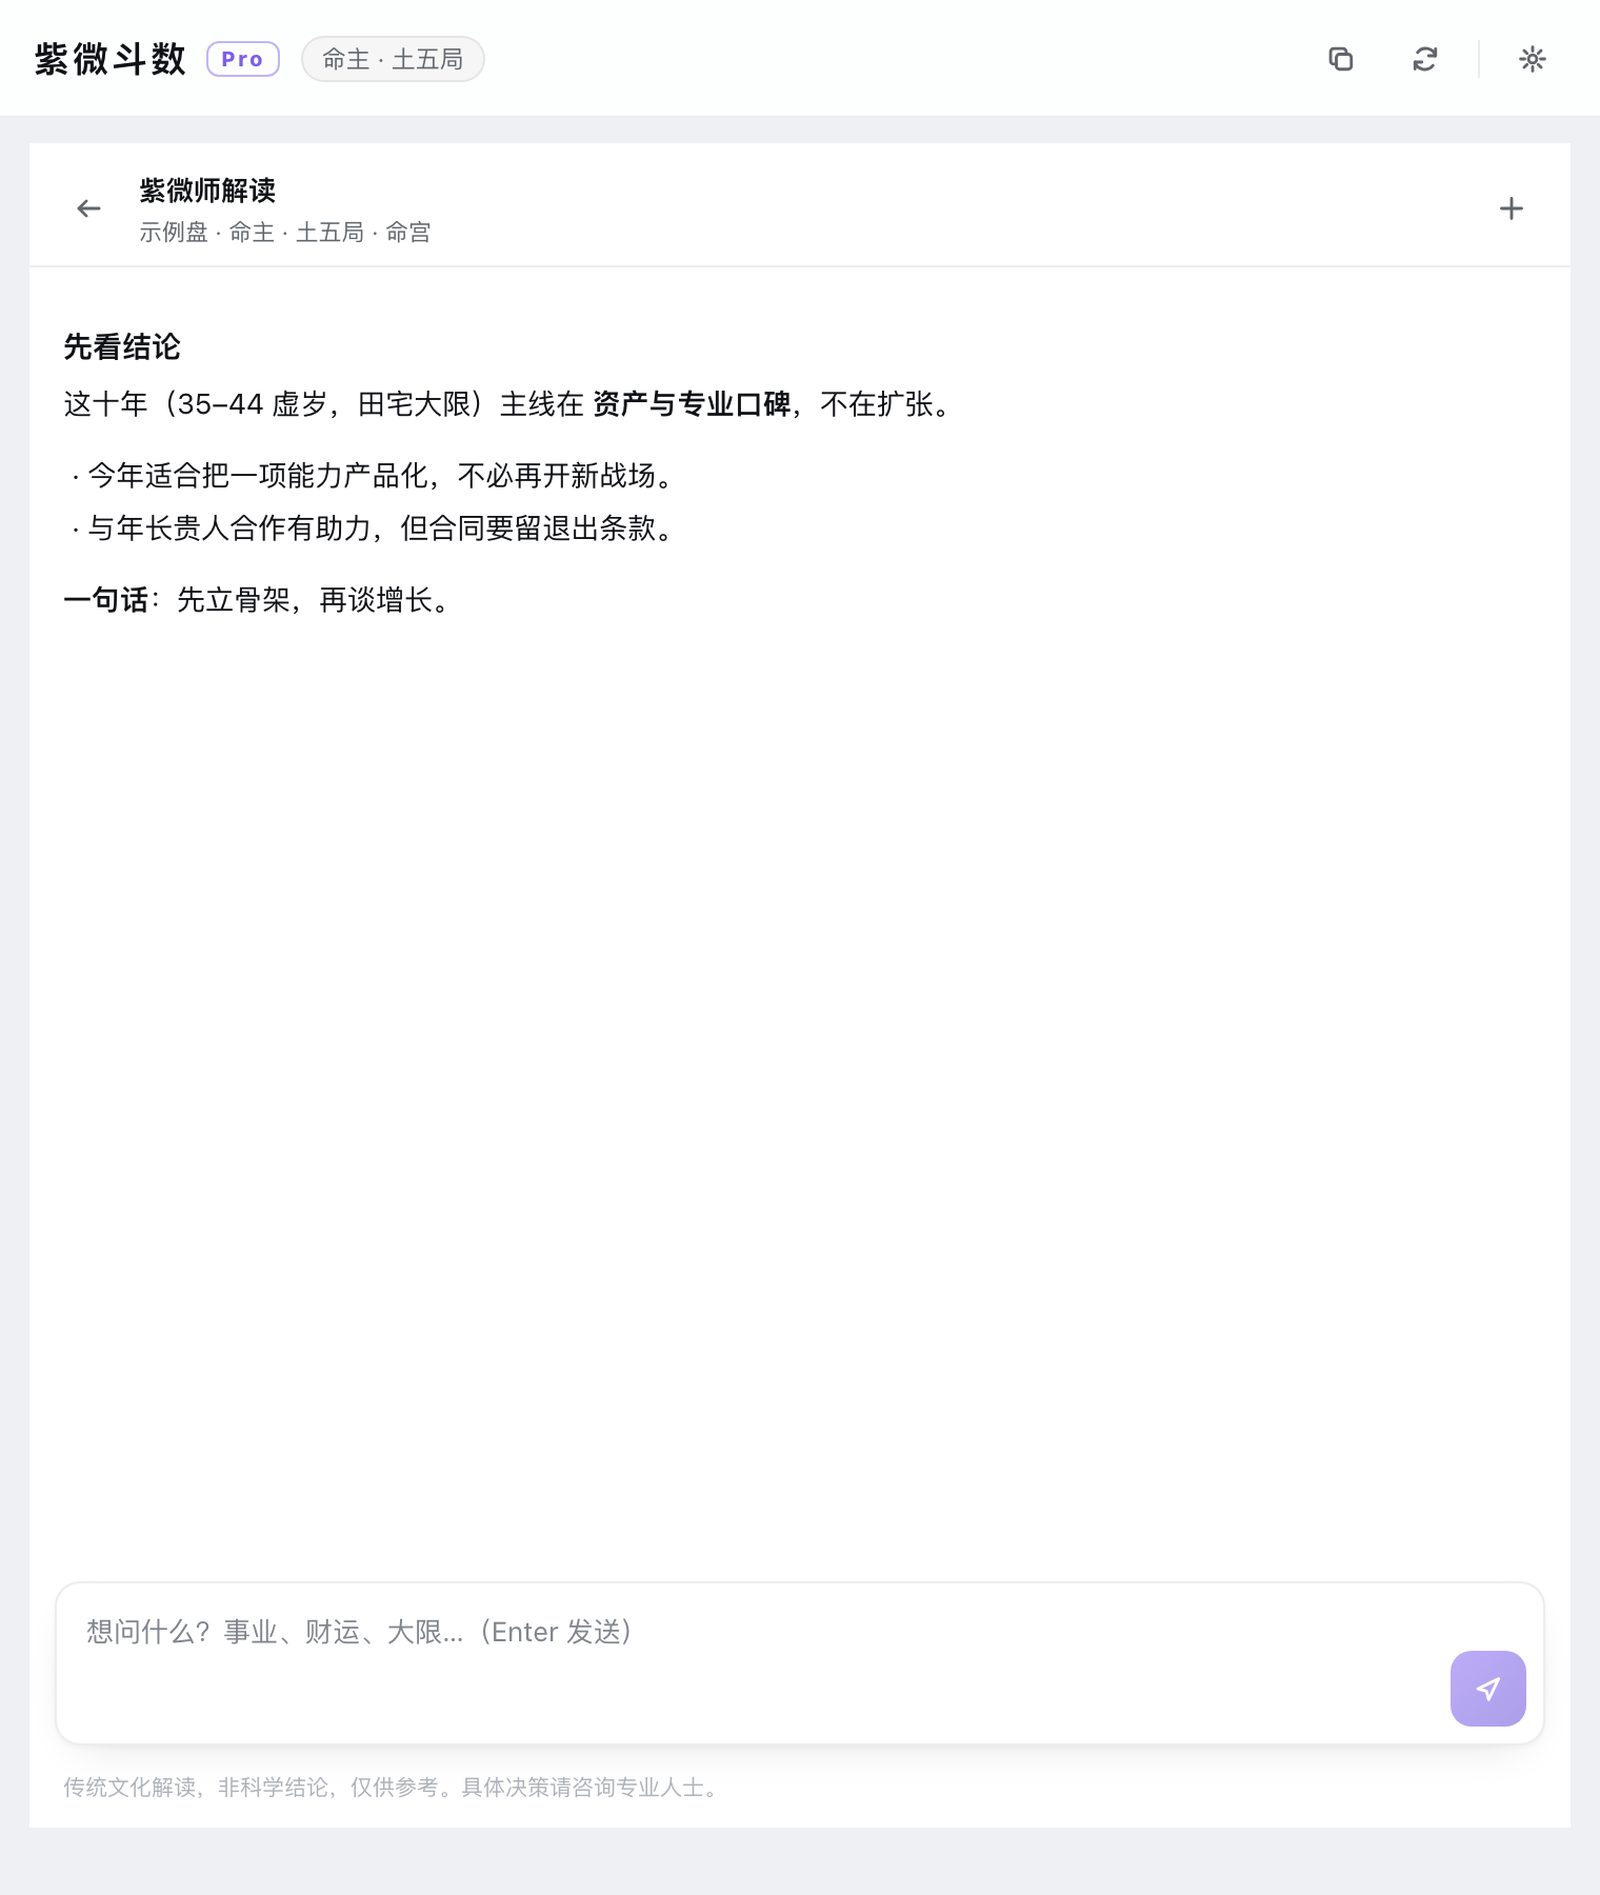 紫微斗数 Pro 命主 · 土五局
紫微师解读
示例盘 · 命主 · 土五局 · 命宫
先看结论
这十年（35–44 虚岁，田宅大限）主线在 资产与专业口碑，不在扩张。
· 今年适合把一项能力产品化，不必再开新战场。
· 与年长贵人合作有助力，但合同要留退出条款。
一句话：先立骨架，再谈增长。
想问什么？事业、财运、大限...（Enter 发送）
传统文化解读，非科学结论，仅供参考。具体决策请咨询专业人士。